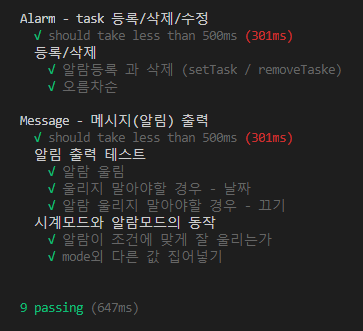 Alarm - task 등록/삭제/수정
√ should take less than 500ms (301ms)
등록/삭제
√ 알람등록 과 삭제 (setTask / removeTaske)
√ 오름차순
Message - 메시지(알림) 출력
√ should take less than 500ms (301ms)
알림 출력 테스트
√ 알람 울림
√ 울리지 말아야할 경우 - 날짜
√ 알람 울리지 말아야할 경우 - 끄기
시계모드와 알람모드의 동작
√ 알람이 조건에 맞게 잘 울리는가
√ mode외 다른 값 집어넣기
9 passing (647ms)